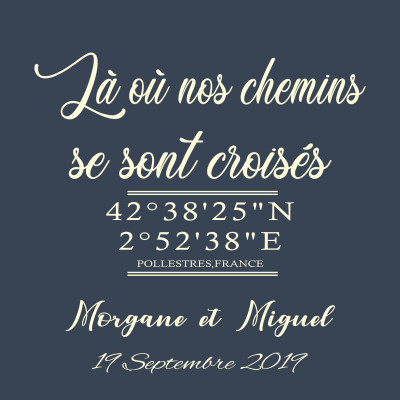 Là où nos chemins
se sont croisés
42°38'25"N
2°52'38"E
POLLESTRES,FRANCE
Morgane et Miguel
19 Septembre 2019